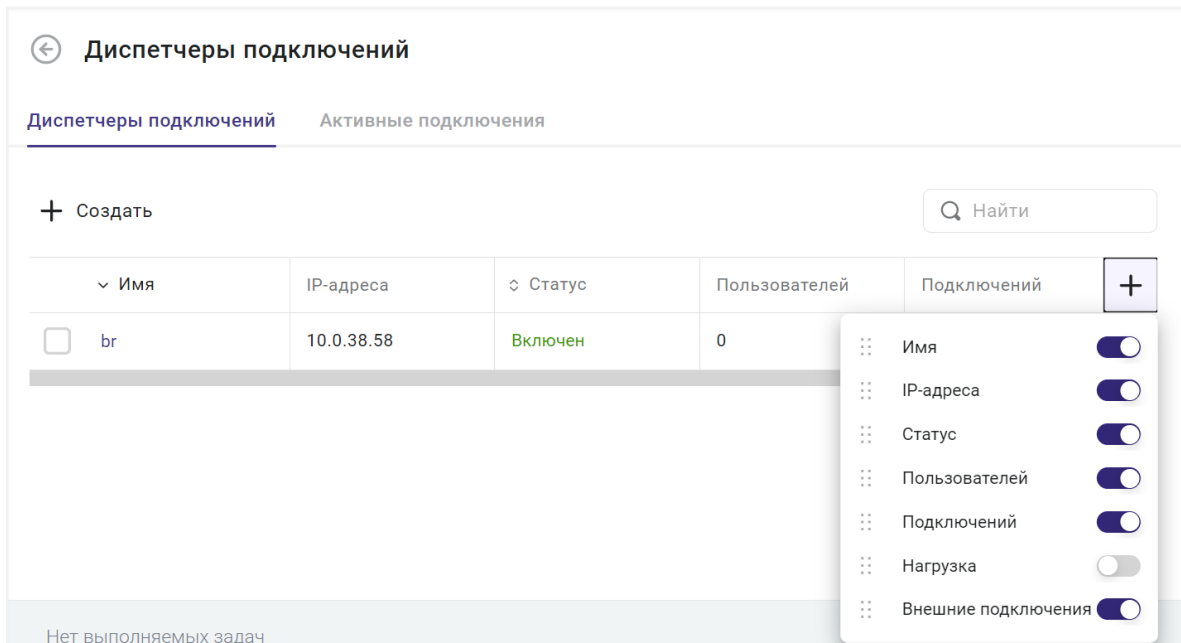 Диспетчеры подключений
Диспетчеры подключений Активные подключения
Создать Найти
Имя IP-адреса Статус Пользователей Подключений
br 10.0.38.58 Включен 0
Имя
IP-адреса
Статус
Пользователей
Подключений
Нагрузка
Внешние подключения
Нет выполняемых задач